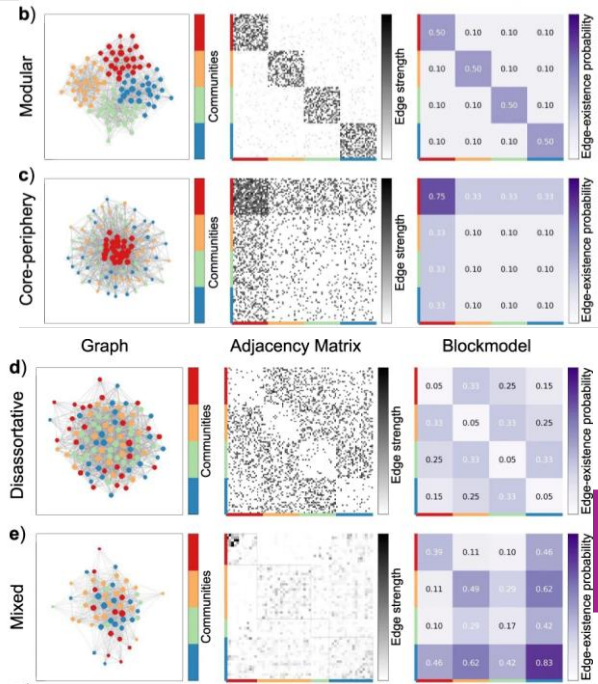 b)
Modular
Communities
Edge strength
0.50 0.10 0.10 0.10
0.10 0.50 0.10 0.10
0.10 0.10 0.50 0.10
0.10 0.10 0.10 0.50
Edge-existence probability
c)
Core-periphery
Communities
Edge strength
0.75 0.33 0.33 0.33
0.33 0.10 0.10 0.10
0.33 0.10 0.10 0.10
0.33 0.10 0.10 0.10
Edge-existence probability
Graph
Adjacency Matrix
Blockmodel
d)
Disassortative
Communities
Edge strength
0.05 0.33 0.25 0.15
0.33 0.05 0.33 0.25
0.25 0.33 0.05 0.33
0.15 0.25 0.33 0.05
Edge-existence probability
e)
Mixed
Communities
Edge strength
0.39 0.11 0.10 0.46
0.11 0.49 0.29 0.62
0.10 0.29 0.17 0.42
0.46 0.62 0.42 0.83
Edge-existence probability